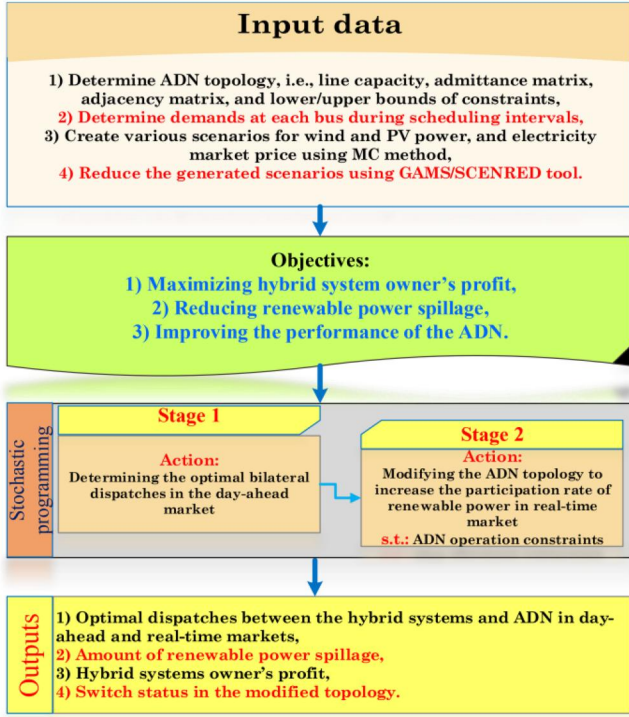 Input data
1) Determine ADN topology, i.e., line capacity, admittance matrix,
adjacency matrix, and lower/upper bounds of constraints,
2) Determine demands at each bus during scheduling intervals,
3) Create various scenarios for wind and PV power, and electricity
market price using MC method,
4) Reduce the generated scenarios using GAMS/SCENRED tool.
Objectives:
1) Maximizing hybrid system owner's profit,
2) Reducing renewable power spillage,
3) Improving the performance of the ADN.
Stochastic
programming
Stage 1
Action:
Determining the optimal bilateral
dispatches in the day-ahead
market
Stage 2
Action:
Modifying the ADN topology to
increase the participation rate of
renewable power in real-time
market
s.t.: ADN operation constraints
Outputs
1) Optimal dispatches between the hybrid systems and ADN in day-
ahead and real-time markets,
2) Amount of renewable power spillage,
3) Hybrid systems owner's profit,
4) Switch status in the modified topology.